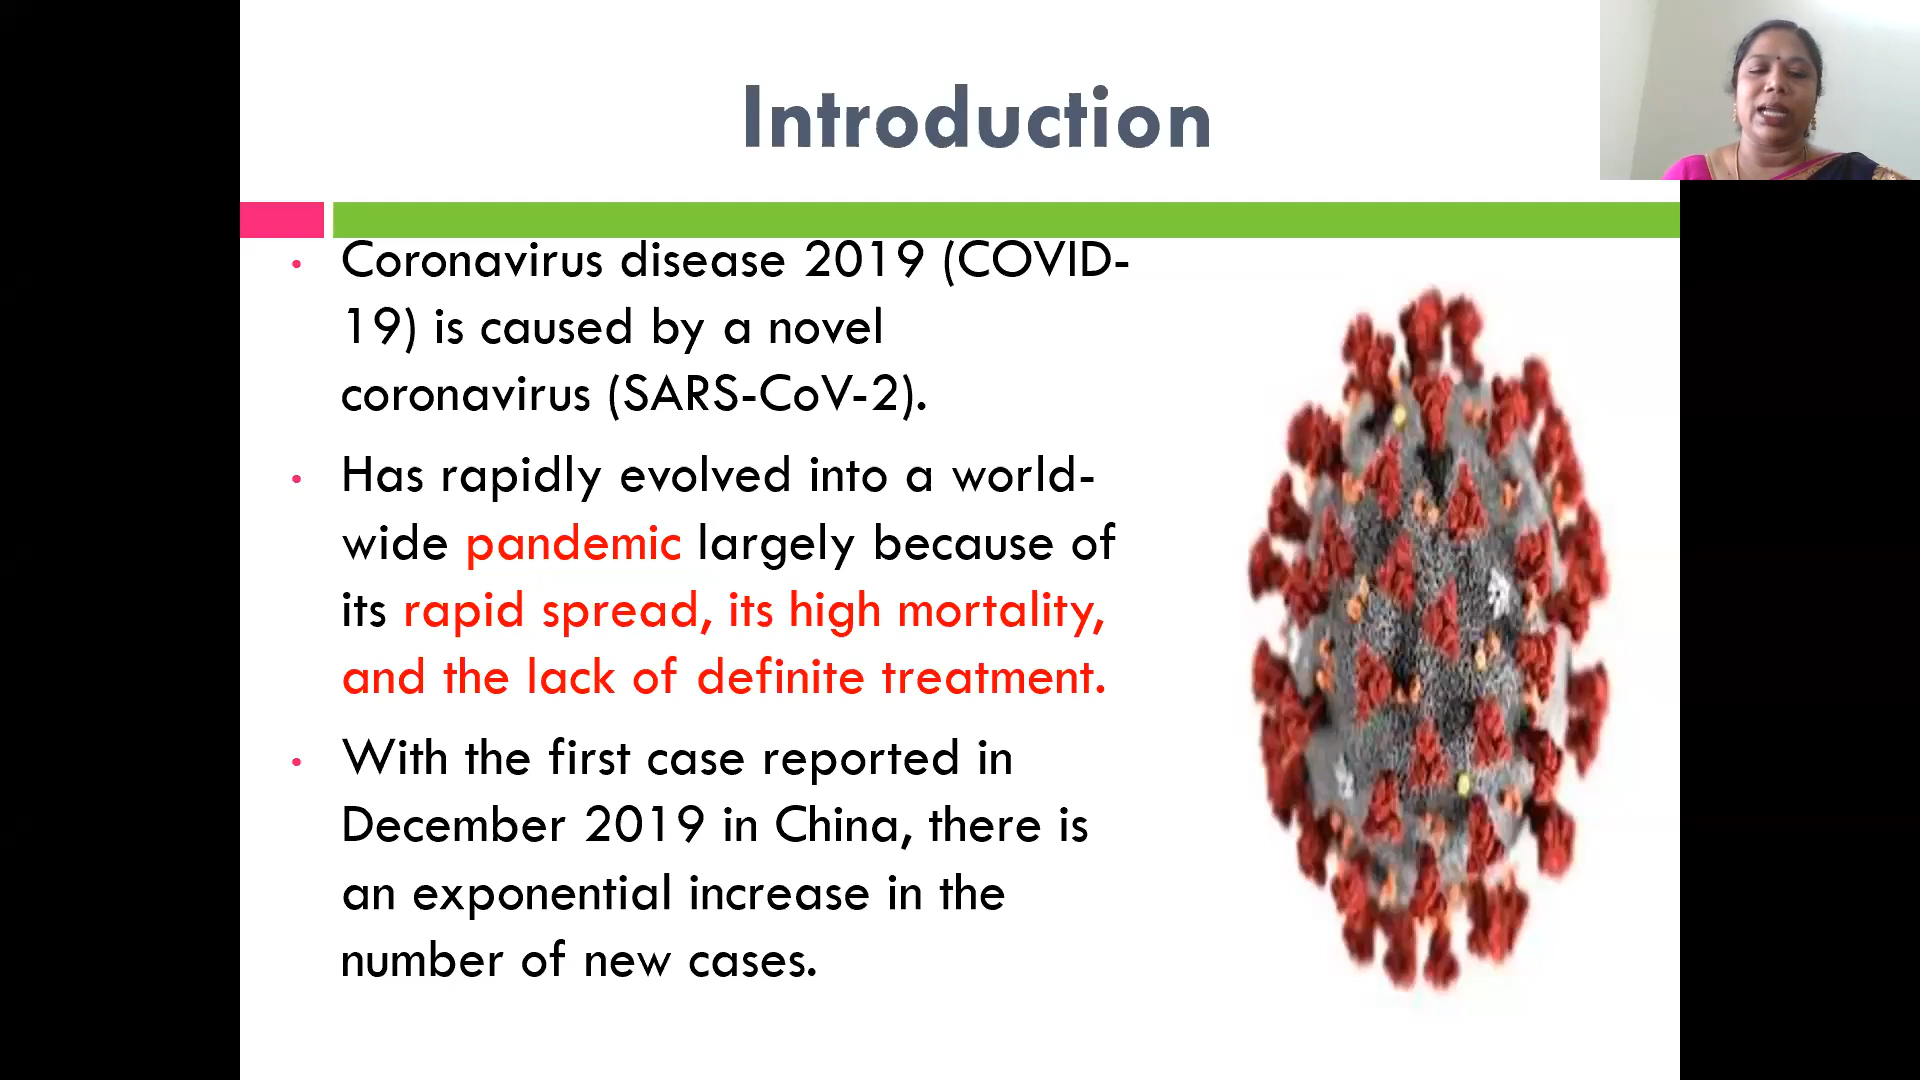 Introduction
• Coronavirus disease 2019 (COVID-
19) is caused by a novel
coronavirus (SARS-CoV-2).
• Has rapidly evolved into a world-
wide pandemic largely because of
its rapid spread, its high mortality,
and the lack of definite treatment.
• With the first case reported in
December 2019 in China, there is
an exponential increase in the
number of new cases.